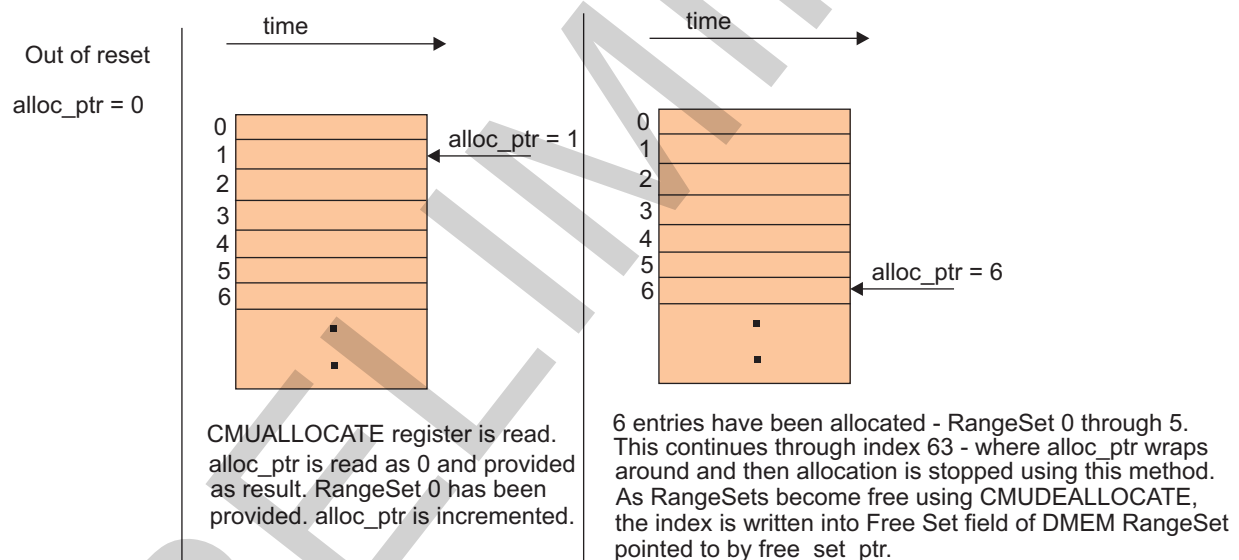 Out of reset
alloc_ptr = 0
time
0
1
2
3
4
5
6
alloc_ptr = 1
CMUALLOCATE register is read.
alloc_ptr is read as 0 and provided
as result. RangeSet 0 has been
provided. alloc_ptr is incremented.
time
0
1
2
3
4
5
6
alloc_ptr = 6
6 entries have been allocated - RangeSet 0 through 5.
This continues through index 63 - where alloc_ptr wraps
around and then allocation is stopped using this method.
As RangeSets become free using CMUDEALLOCATE,
the index is written into Free Set field of DMEM RangeSet
pointed to by free_set_ptr.